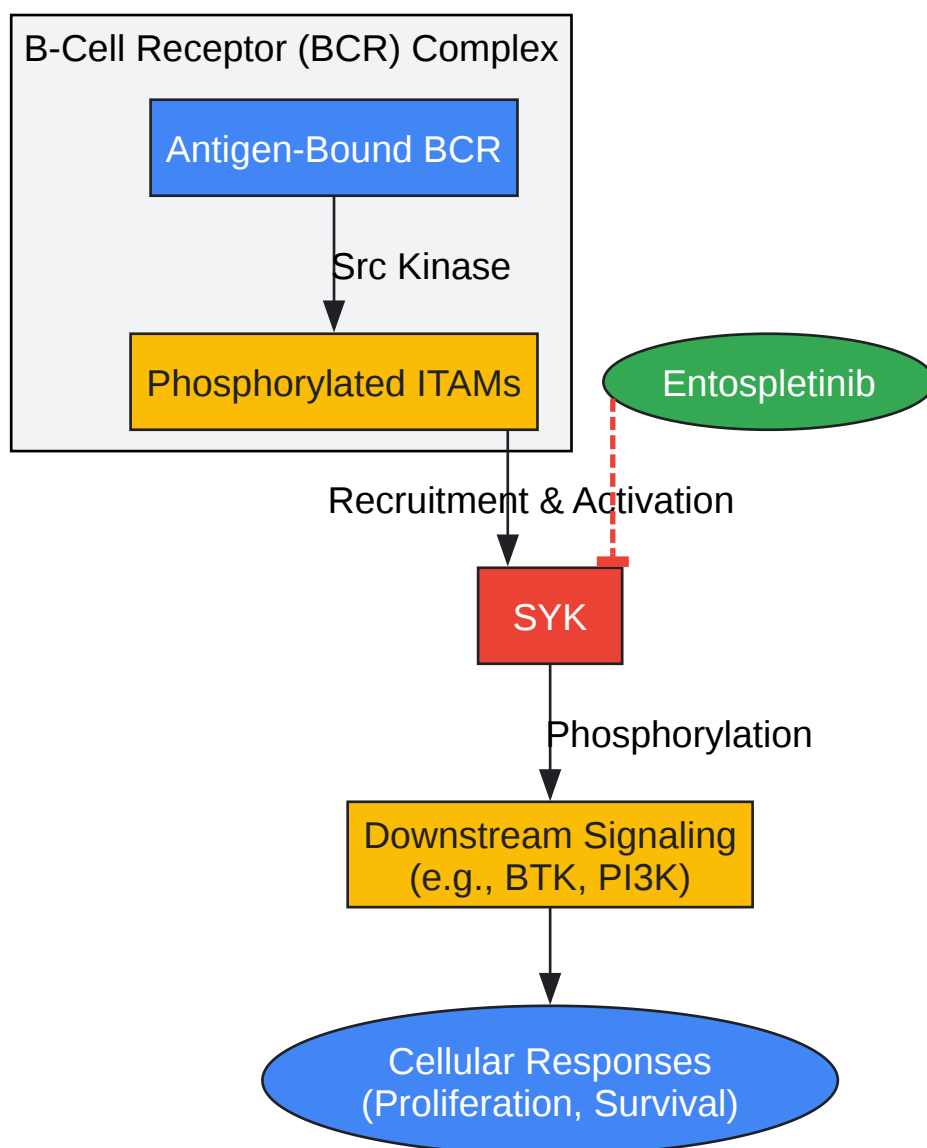 B-Cell Receptor (BCR) Complex
Antigen-Bound BCR
Src Kinase
Phosphorylated ITAMs
Entospletinib
Recruitment & Activation
SYK
Phosphorylation
Downstream Signaling
(e.g., BTK, PI3K)
Cellular Responses
(Proliferation, Survival)